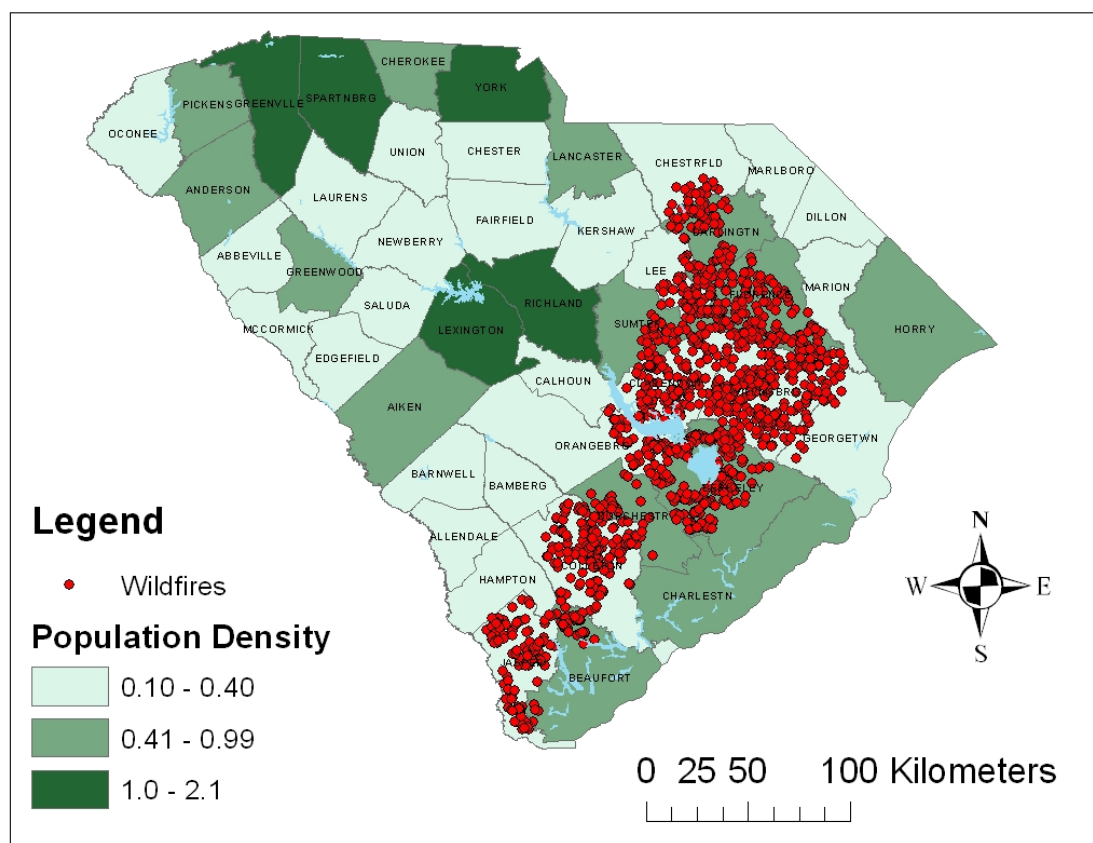 CHEROKEE
YORK
PICKENS
GREENVLLE
SPARTNBRG
OCONEE
UNION
CHESTER
LANCASTER
CHESTRFLD
MARLBORO
ANDERSON
LAURENS
FAIRFIELD
KERSHAW
DILLON
DARLINGTN
NEWBERRY
ABBEVILLE
GREENWOOD
LEE
MARION
SALUDA
RICHLAND
MCCORMICK
LEXINGTON
HORRY
EDGEFIELD
CALHOUN
AIKEN
ORANGEBRG
GEORGETWN
BARNWELL
BAMBERG
ALLENDALE
HAMPTON
CHARLESTN
BEAUFORT
Legend
Wildfires
Population Density
0.10 - 0.40
0.41 - 0.99
1.0 - 2.1
N
W E
S
0 25 50 100 Kilometers